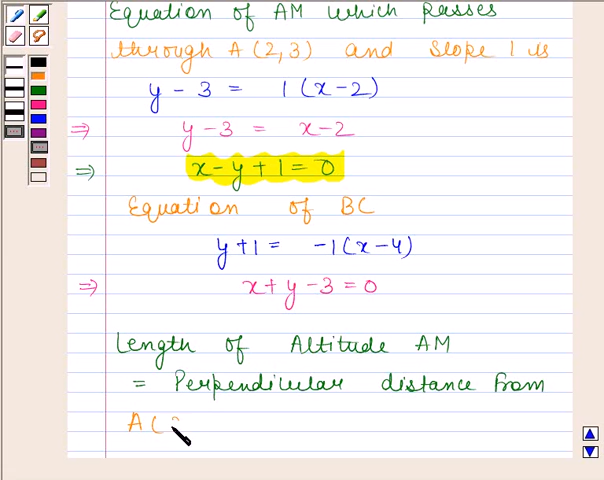 Equation of AM which passes
through A (2, 3) and slope 1 is
y - 3 = 1 (x - 2)
⇒ y - 3 = x - 2
⇒ x - y + 1 = 0
Equation of BC
y + 1 = -1 (x - 4)
⇒ x + y - 3 = 0
Length of Altitude AM
= Perpendicular distance from
A (